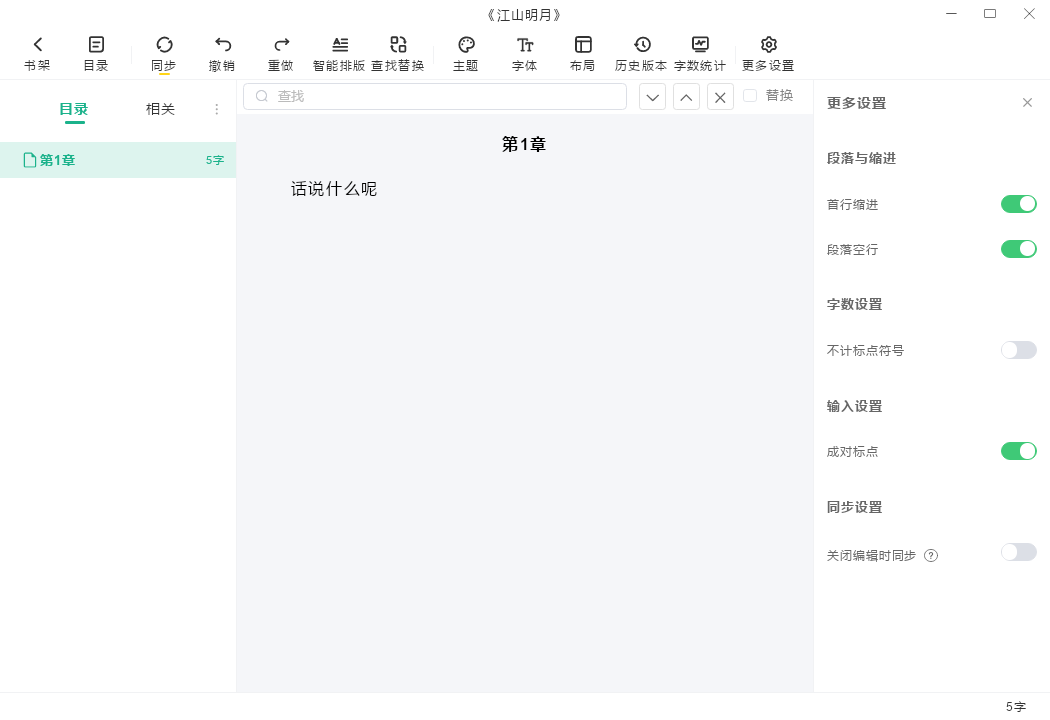 《江山明月》
书架 目录 同步 撤销 重做 智能排版 查找替换 主题 字体 布局 历史版本 字数统计 更多设置
目录 相关
第1章 5字
查找 替换
第1章
话说什么呢
更多设置
段落与缩进
首行缩进
段落空行
字数设置
不计标点符号
输入设置
成对标点
同步设置
关闭编辑时同步 ?
5字